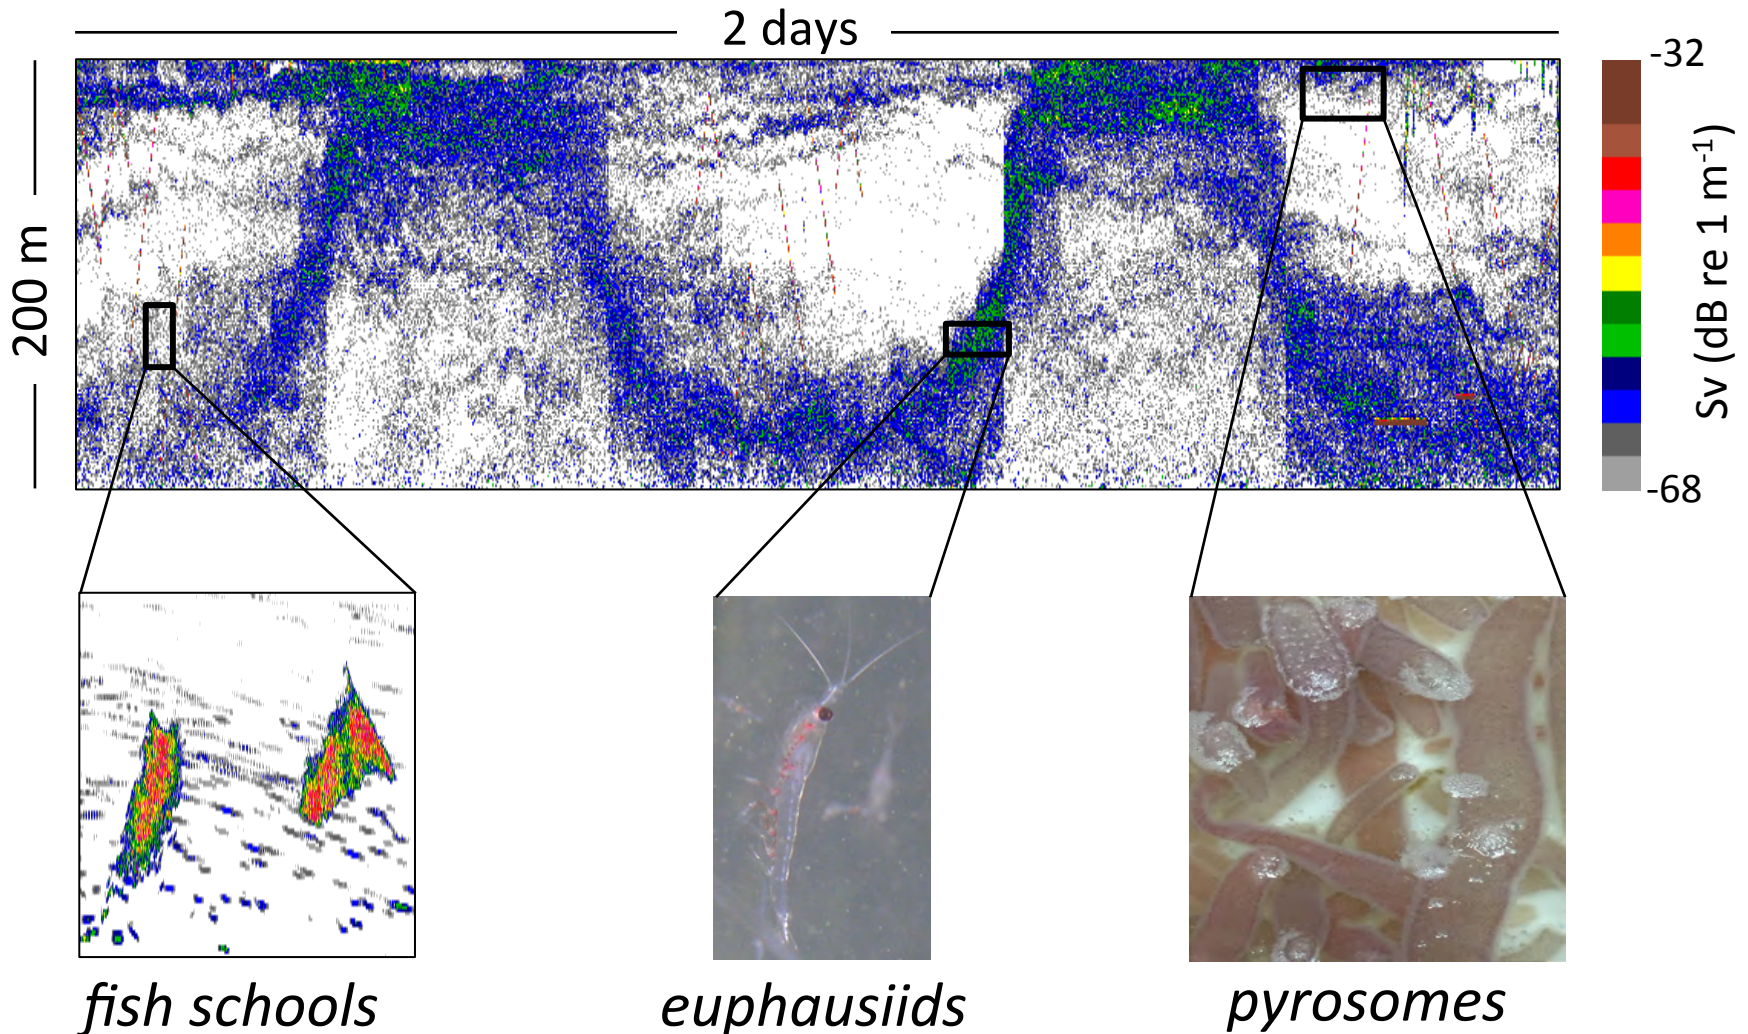 2 days
200 m
-32
Sv (dB re 1 m⁻¹)
-68
fish schools
euphausiids
pyrosomes